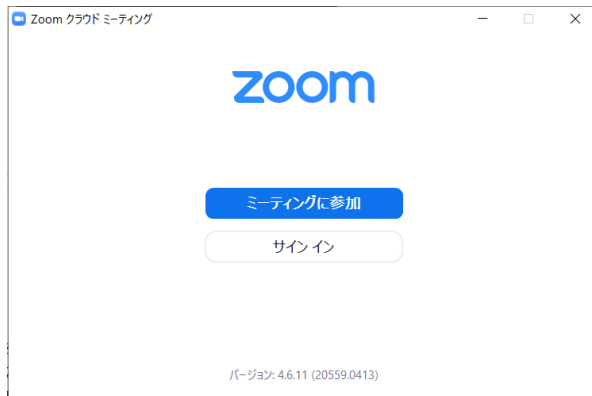 Zoom クラウド ミーティング
zoom
ミーティングに参加
サイン イン
バージョン: 4.6.11 (20559.0413)